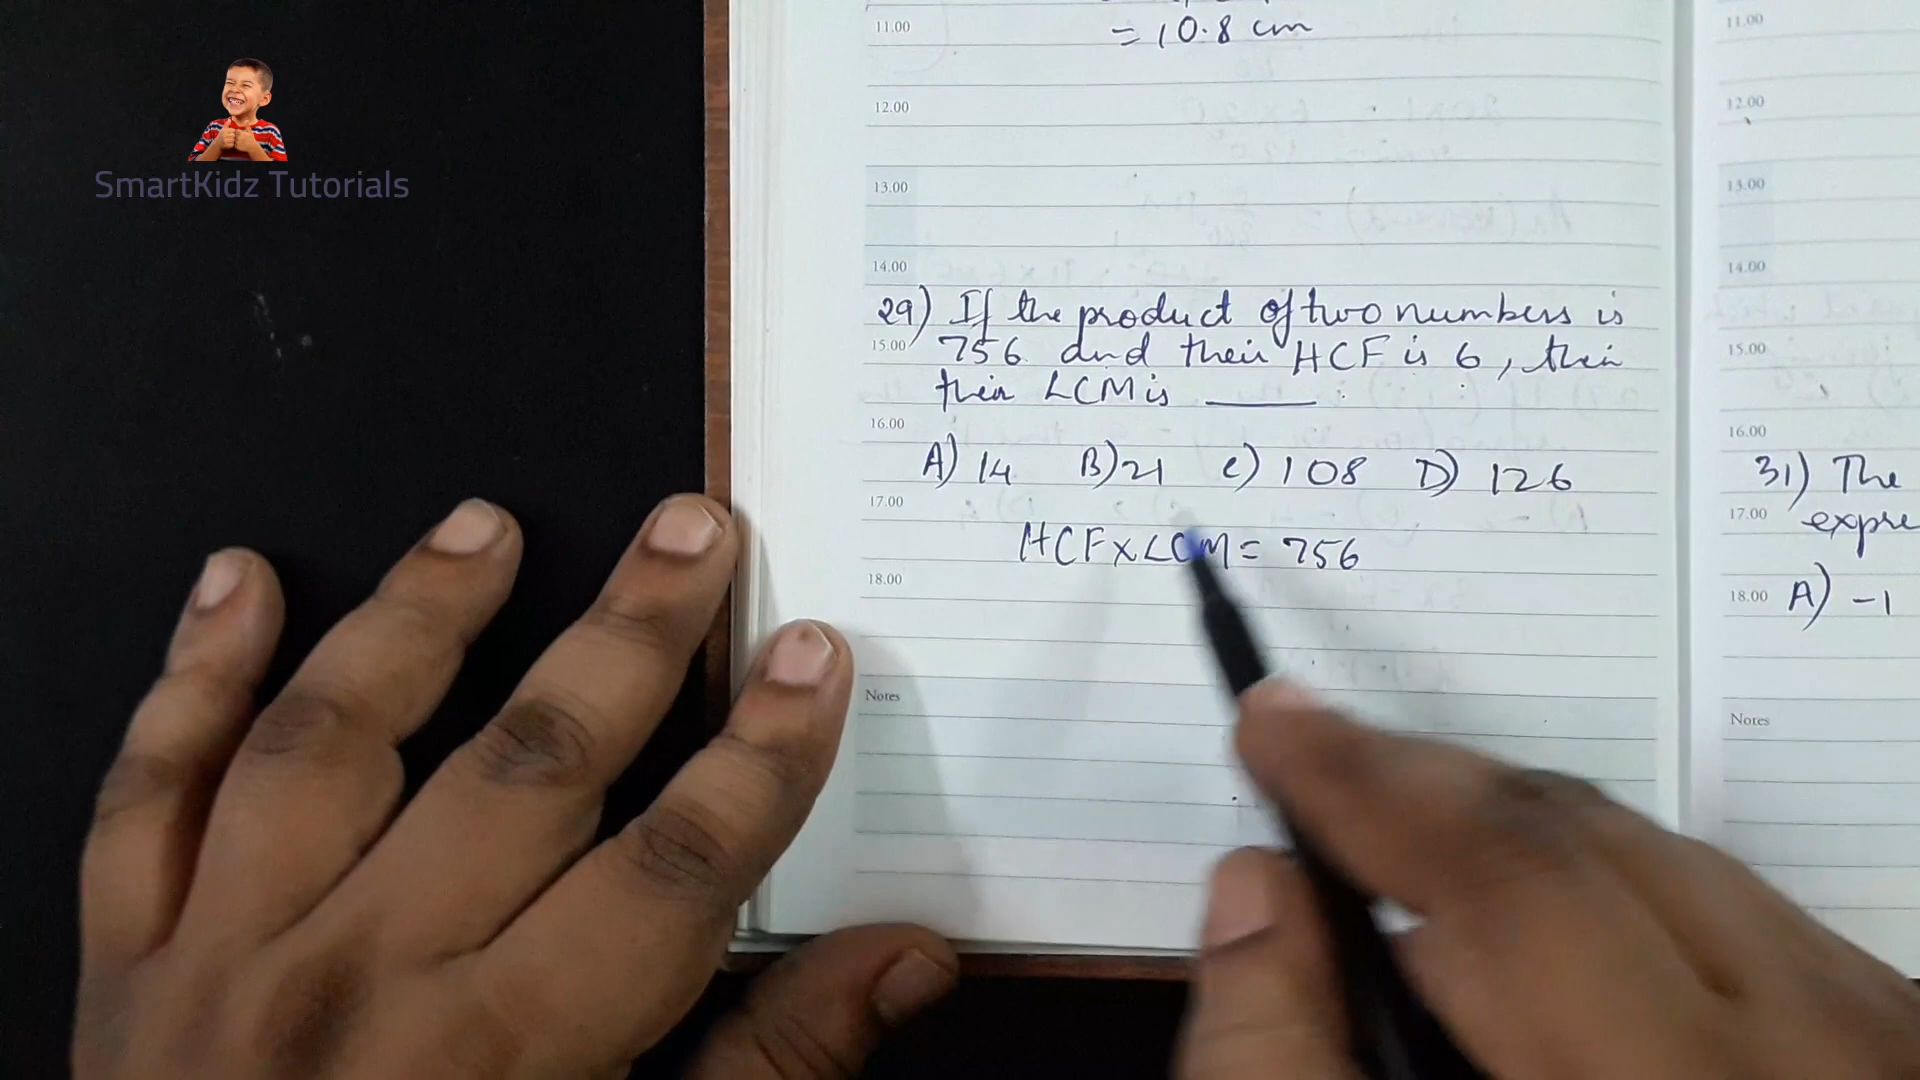 = 10.8 cm
11.00
12.00
13.00
14.00
29) If the product of two numbers is
15.00
756 and their HCF is 6, then
their LCM is ______ .
16.00
A) 14 B) 21 C) 108 D) 126
17.00
HCF x LCM = 756
18.00
Notes
11.00
12.00
13.00
14.00
15.00
16.00
31) The
17.00
expre
18.00
A) -1
Notes
SmartKidz Tutorials